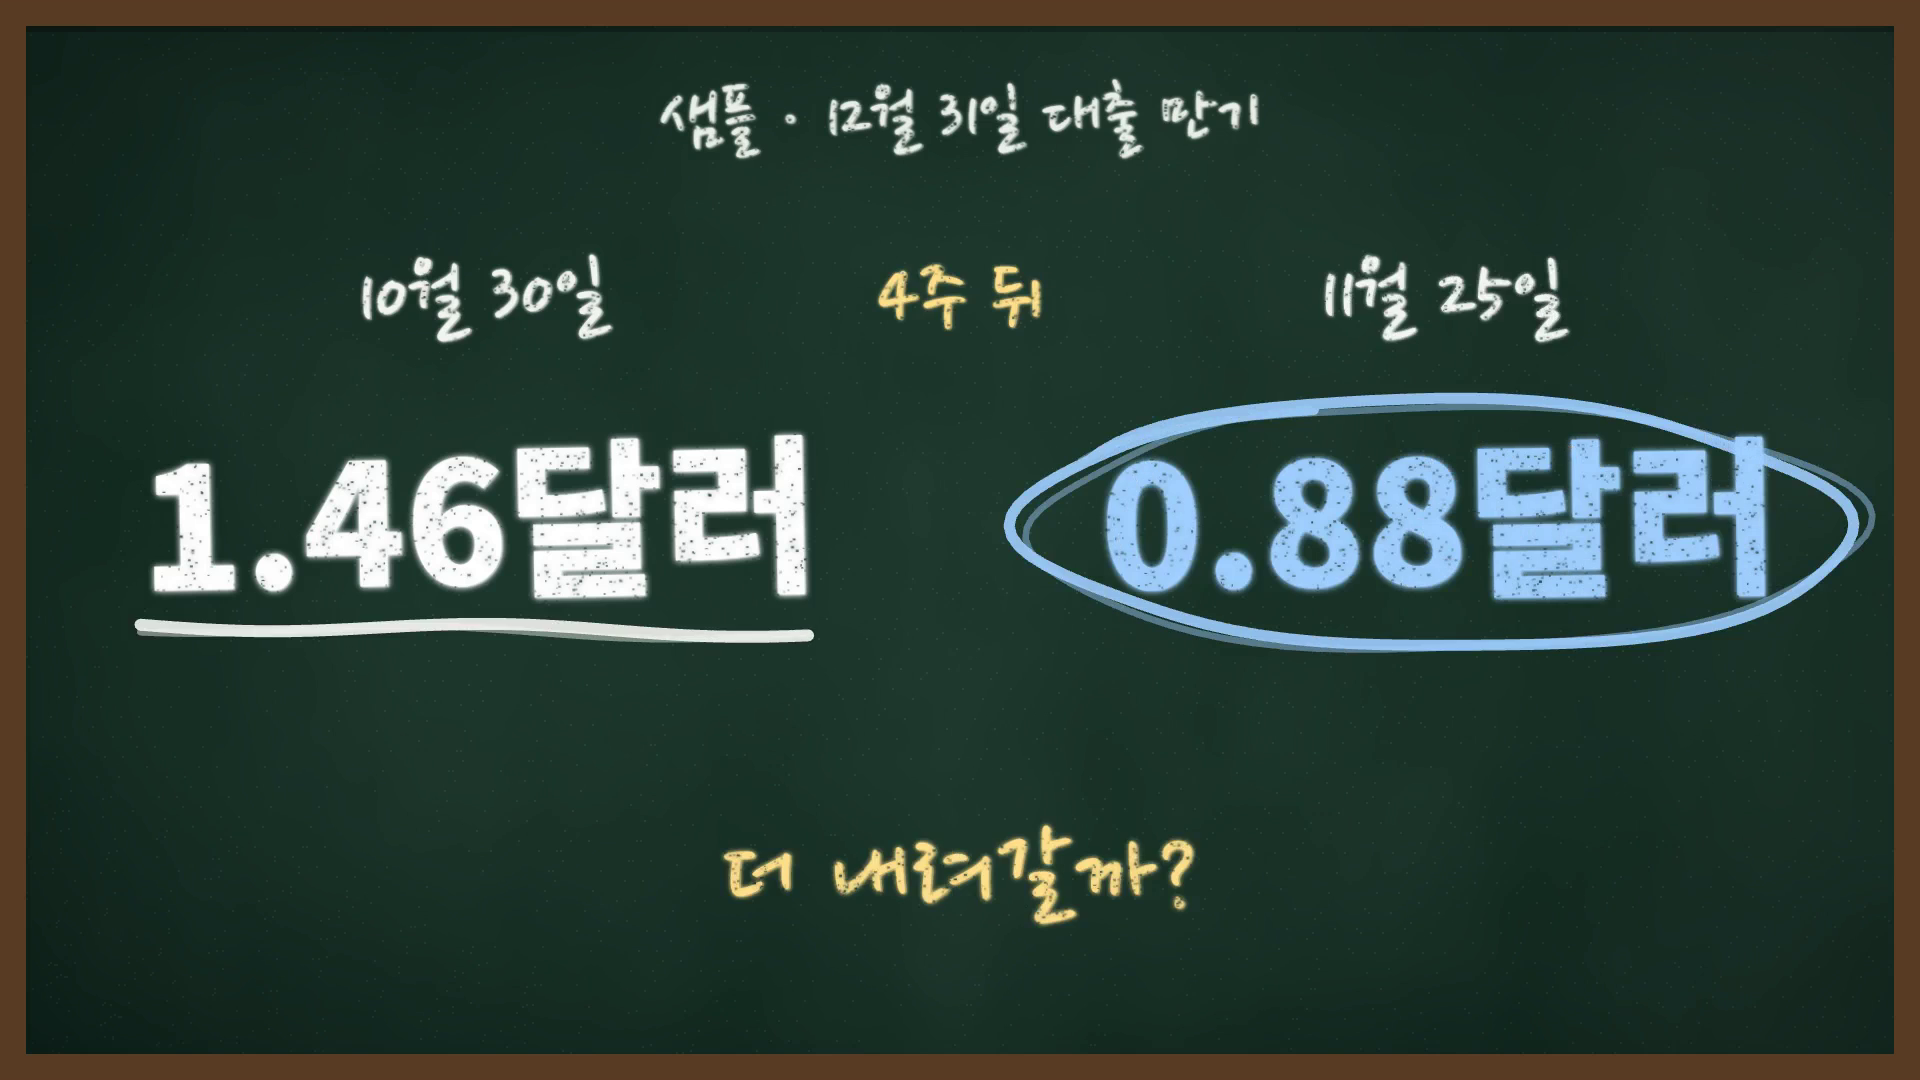 샘플 · 12월 31일 대출 만기
10월 30일
4주 뒤
11월 25일
1.46달러
0.88달러
더 내려갈까?